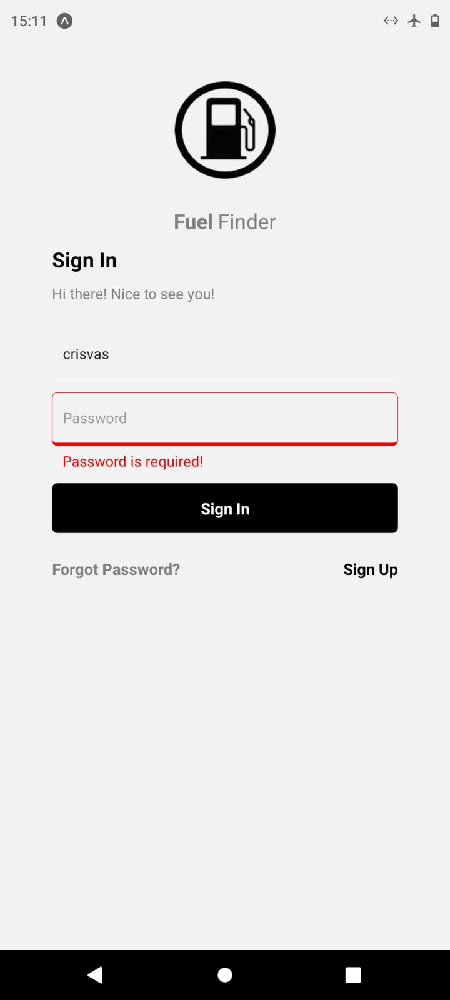 15:11
Fuel Finder
Sign In
Hi there! Nice to see you!
crisvas
Password
Password is required!
Sign In
Forgot Password? Sign Up